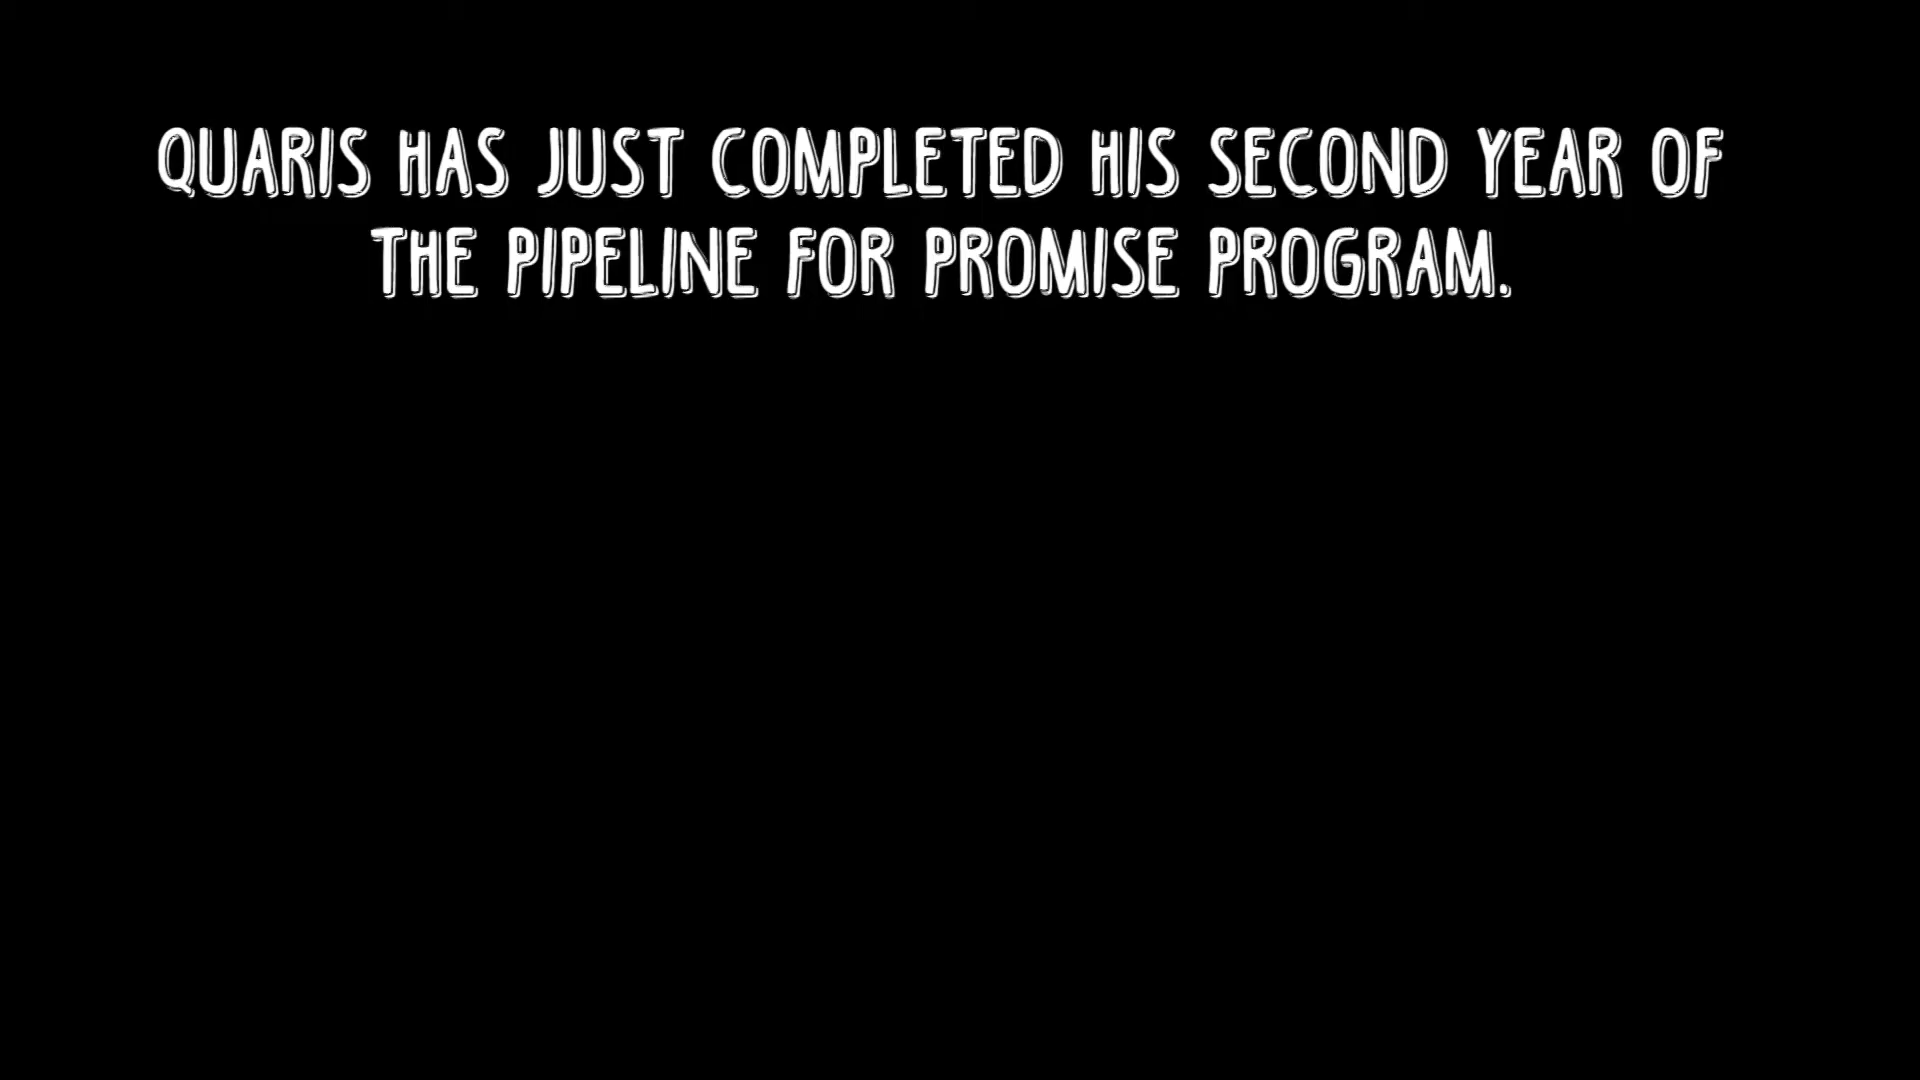 QUARIS HAS JUST COMPLETED HIS SECOND YEAR OF
THE PIPELINE FOR PROMISE PROGRAM.